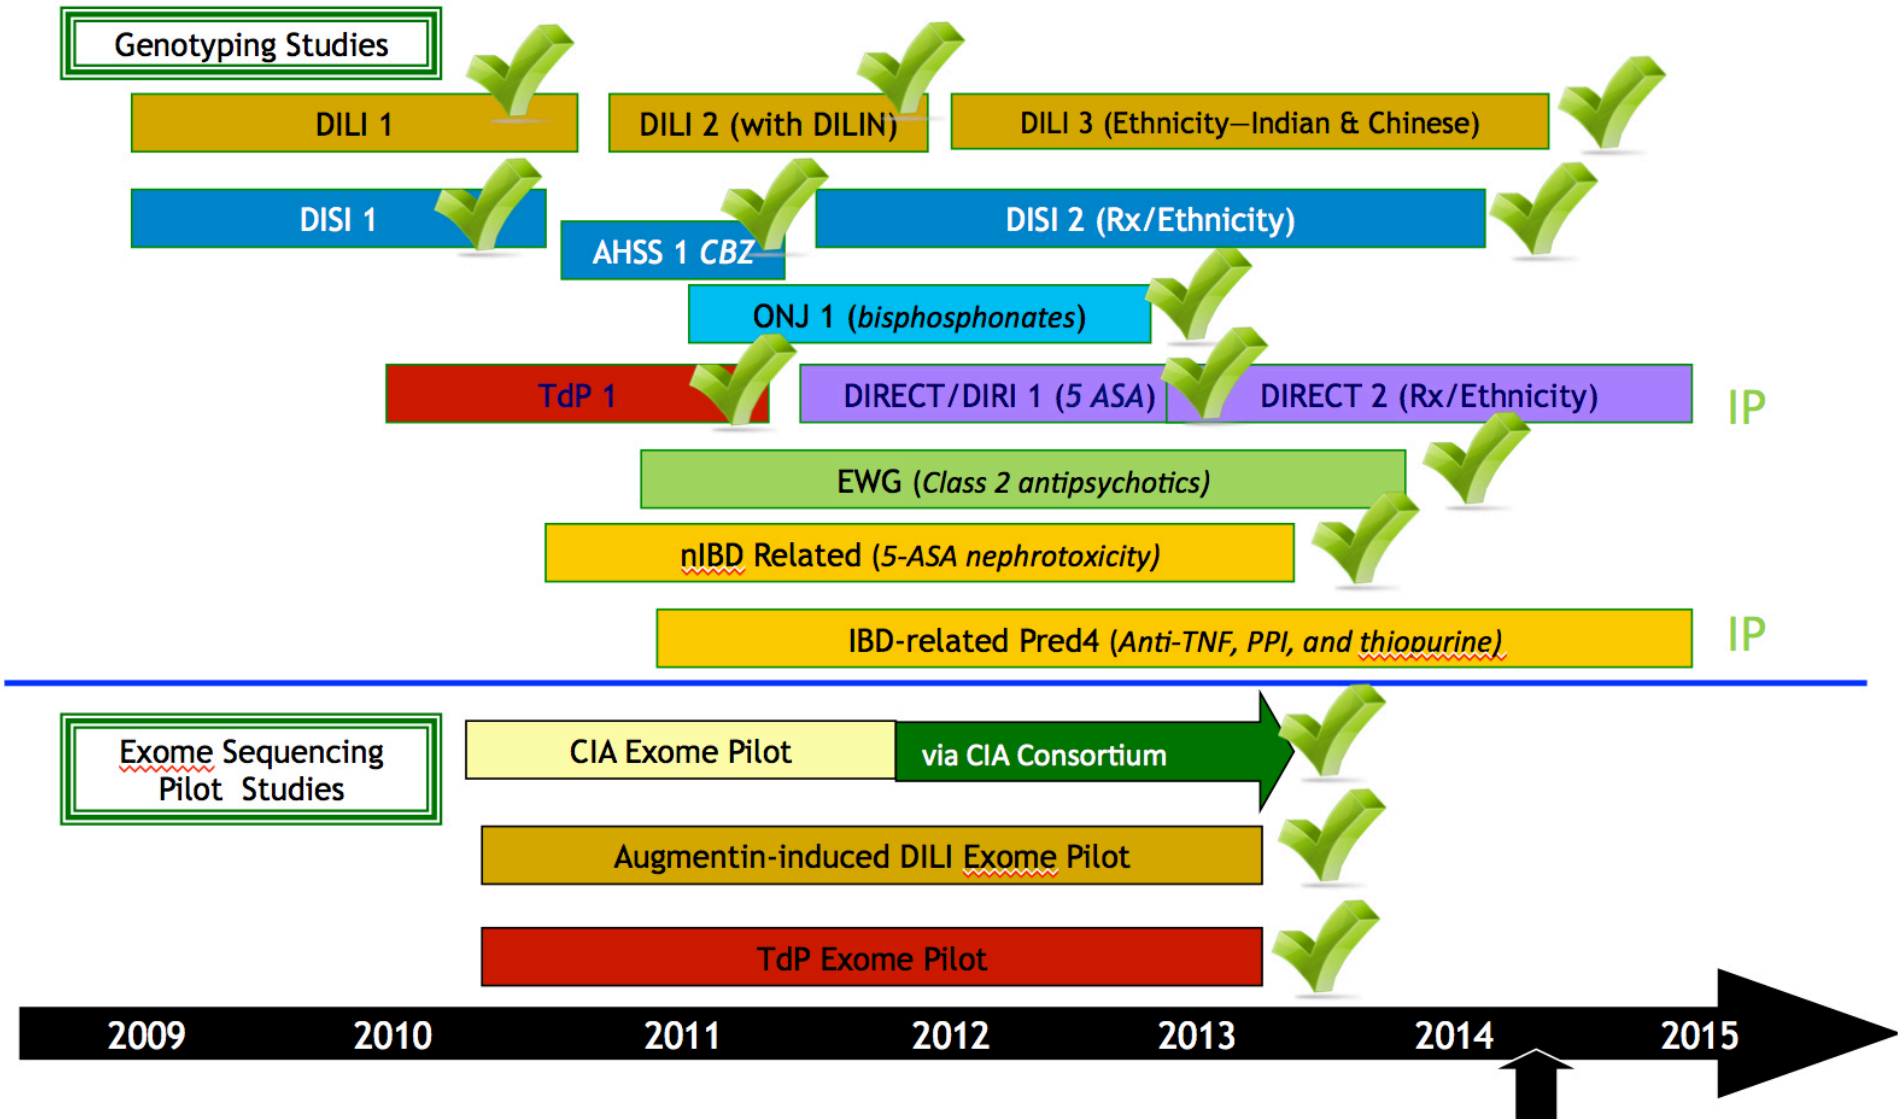 Genotyping Studies
DILI 1
DILI 2 (with DILIN)
DILI 3 (Ethnicity—Indian & Chinese)
DISI 1
DISI 2 (Rx/Ethnicity)
AHSS 1 CBZ
ONJ 1 (bisphosphonates)
TdP 1
DIRECT/DIRI 1 (5 ASA)
DIRECT 2 (Rx/Ethnicity)
IP
EWG (Class 2 antipsychotics)
nIBD Related (5-ASA nephrotoxicity)
IBD-related Pred4 (Anti-TNF, PPI, and thiopurine)
IP
Exome Sequencing
Pilot Studies
CIA Exome Pilot
via CIA Consortium
Augmentin-induced DILI Exome Pilot
TdP Exome Pilot
2009 2010 2011 2012 2013 2014 2015